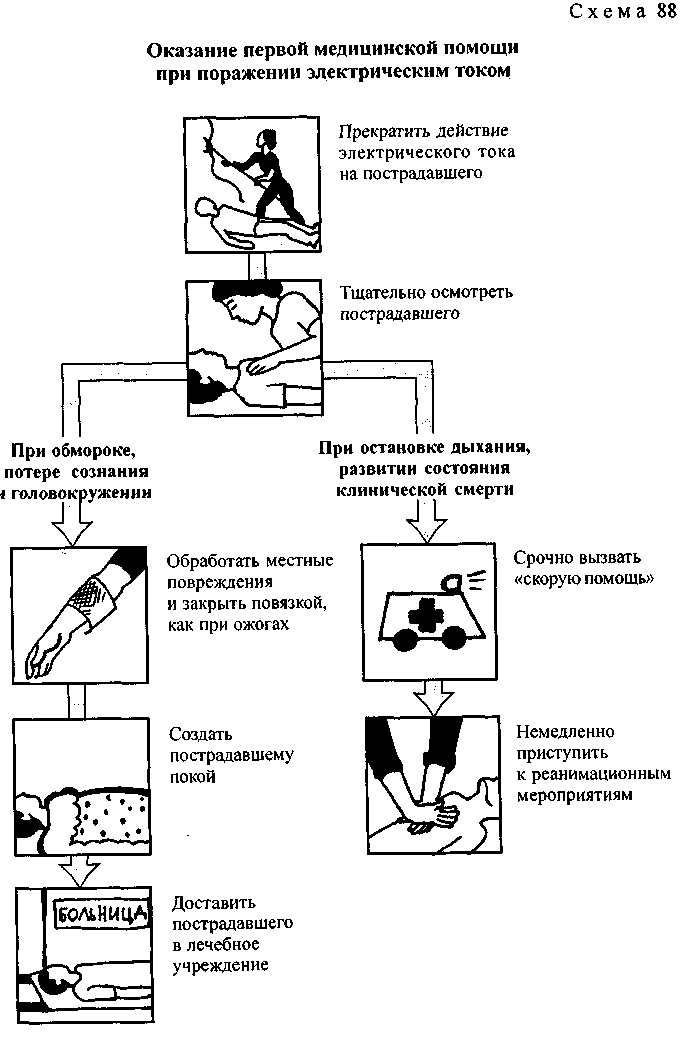 Схема 88
Оказание первой медицинской помощи
при поражении электрическим током
Прекратить действие
электрического тока
на пострадавшего
Тщательно осмотреть
пострадавшего
При обмороке,
потере сознания
и головокружении
При остановке дыхания,
развитии состояния
клинической смерти
Обработать местные
повреждения
и закрыть повязкой,
как при ожогах
Срочно вызвать
«скорую помощь»
Создать
пострадавшему
покой
Немедленно
приступить
к реанимационным
мероприятиям
БОЛЬНИЦА
Доставить
пострадавшего
в лечебное
учреждение